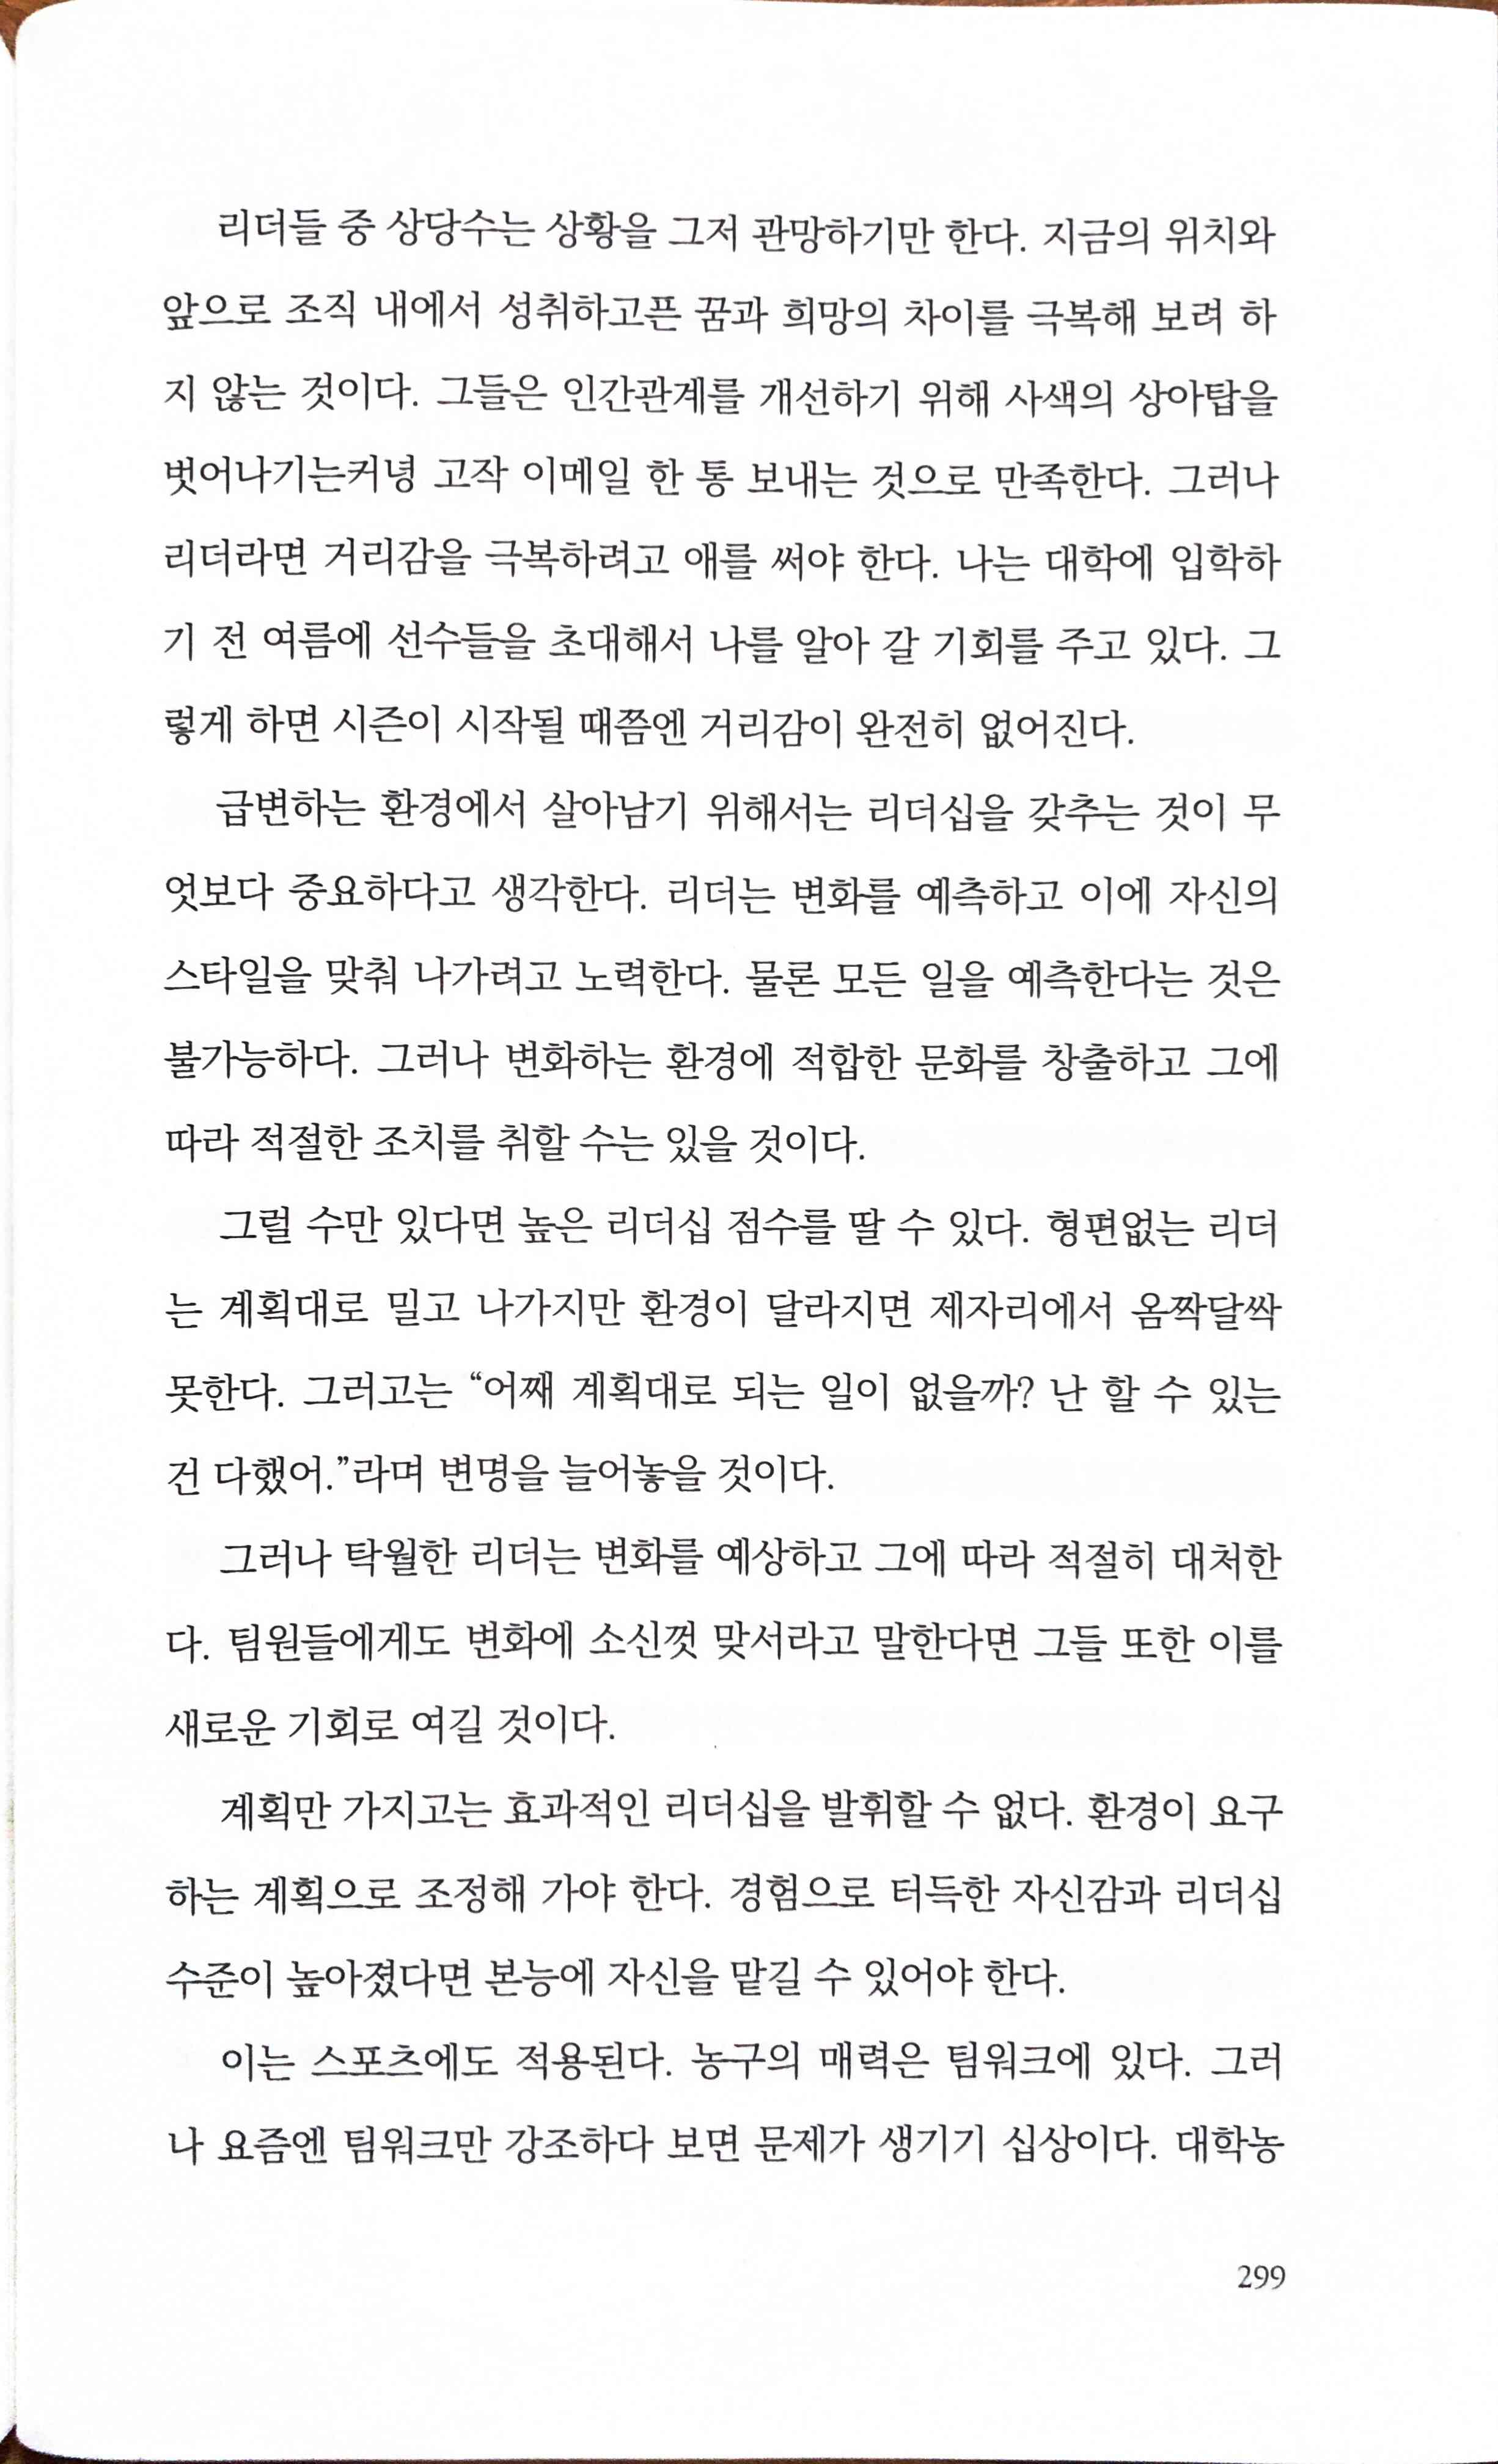 리더들 중 상당수는 상황을 그저 관망하기만 한다. 지금의 위치와
앞으로 조직 내에서 성취하고픈 꿈과 희망의 차이를 극복해 보려 하
지 않는 것이다. 그들은 인간관계를 개선하기 위해 사색의 상아탑을
벗어나기는커녕 고작 이메일 한 통 보내는 것으로 만족한다. 그러나
리더라면 거리감을 극복하려고 애를 써야 한다. 나는 대학에 입학하
기 전 여름에 선수들을 초대해서 나를 알아 갈 기회를 주고 있다. 그
렇게 하면 시즌이 시작될 때쯤엔 거리감이 완전히 없어진다.
급변하는 환경에서 살아남기 위해서는 리더십을 갖추는 것이 무
엇보다 중요하다고 생각한다. 리더는 변화를 예측하고 이에 자신의
스타일을 맞춰 나가려고 노력한다. 물론 모든 일을 예측한다는 것은
불가능하다. 그러나 변화하는 환경에 적합한 문화를 창출하고 그에
따라 적절한 조치를 취할 수는 있을 것이다.
그럴 수만 있다면 높은 리더십 점수를 딸 수 있다. 형편없는 리더
는 계획대로 밀고 나가지만 환경이 달라지면 제자리에서 옴짝달싹
못한다. 그러고는 “어째 계획대로 되는 일이 없을까? 난 할 수 있는
건 다했어.”라며 변명을 늘어놓을 것이다.
그러나 탁월한 리더는 변화를 예상하고 그에 따라 적절히 대처한
다. 팀원들에게도 변화에 소신껏 맞서라고 말한다면 그들 또한 이를
새로운 기회로 여길 것이다.
계획만 가지고는 효과적인 리더십을 발휘할 수 없다. 환경이 요구
하는 계획으로 조정해 가야 한다. 경험으로 터득한 자신감과 리더십
수준이 높아졌다면 본능에 자신을 맡길 수 있어야 한다.
이는 스포츠에도 적용된다. 농구의 매력은 팀워크에 있다. 그러
나 요즘엔 팀워크만 강조하다 보면 문제가 생기기 십상이다. 대학농
299